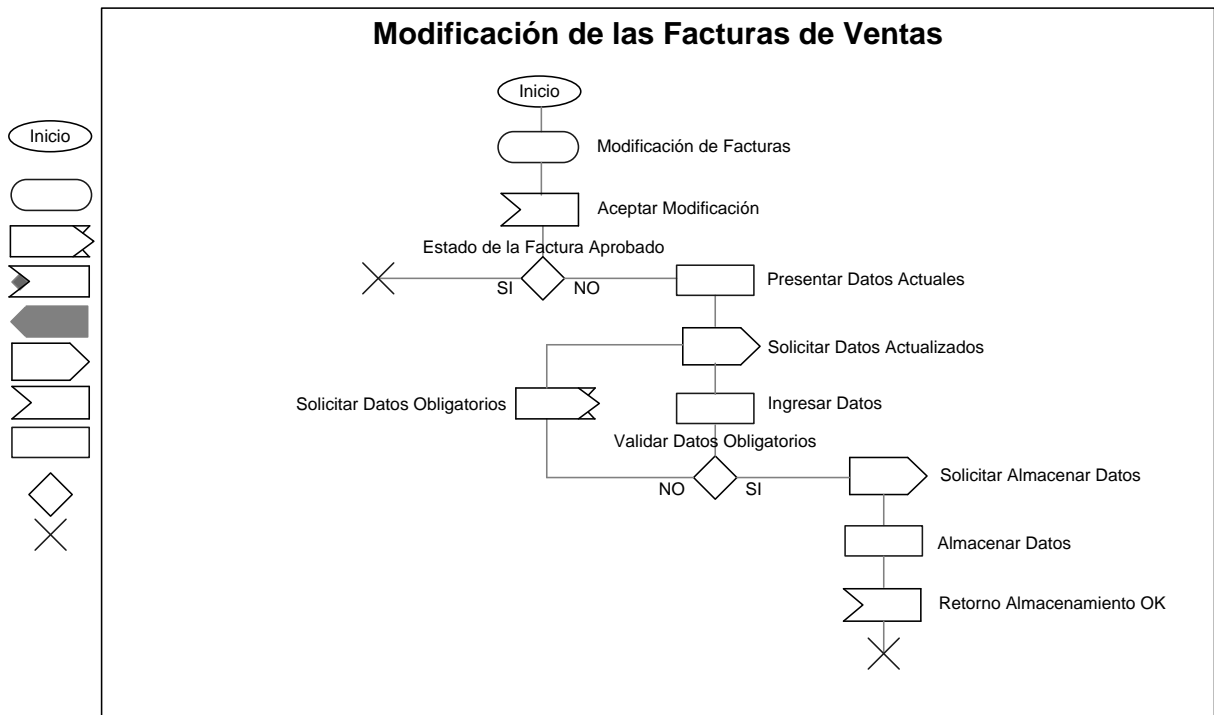 Modificación de las Facturas de Ventas
Inicio
Inicio
Modificación de Facturas
Aceptar Modificación
Estado de la Factura Aprobado
SI
NO
Presentar Datos Actuales
Solicitar Datos Actualizados
Solicitar Datos Obligatorios
Ingresar Datos
Validar Datos Obligatorios
NO
SI
Solicitar Almacenar Datos
Almacenar Datos
Retorno Almacenamiento OK